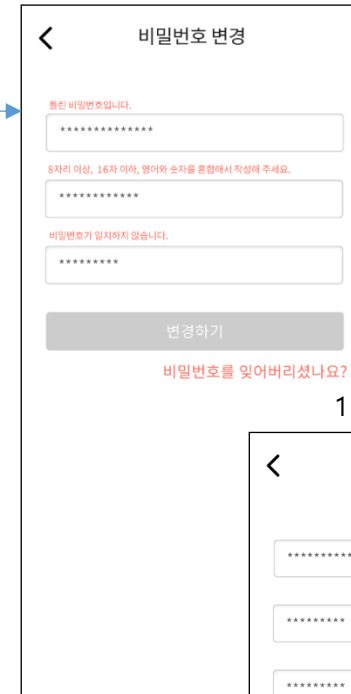 비밀번호 변경
틀린 비밀번호입니다.
**************
8자리 이상, 16자 이하, 영어와 숫자를 혼합해서 작성해 주세요.
************
비밀번호가 일치하지 않습니다.
*********
변경하기
비밀번호를 잊어버리셨나요?
1
**********
*********
*********